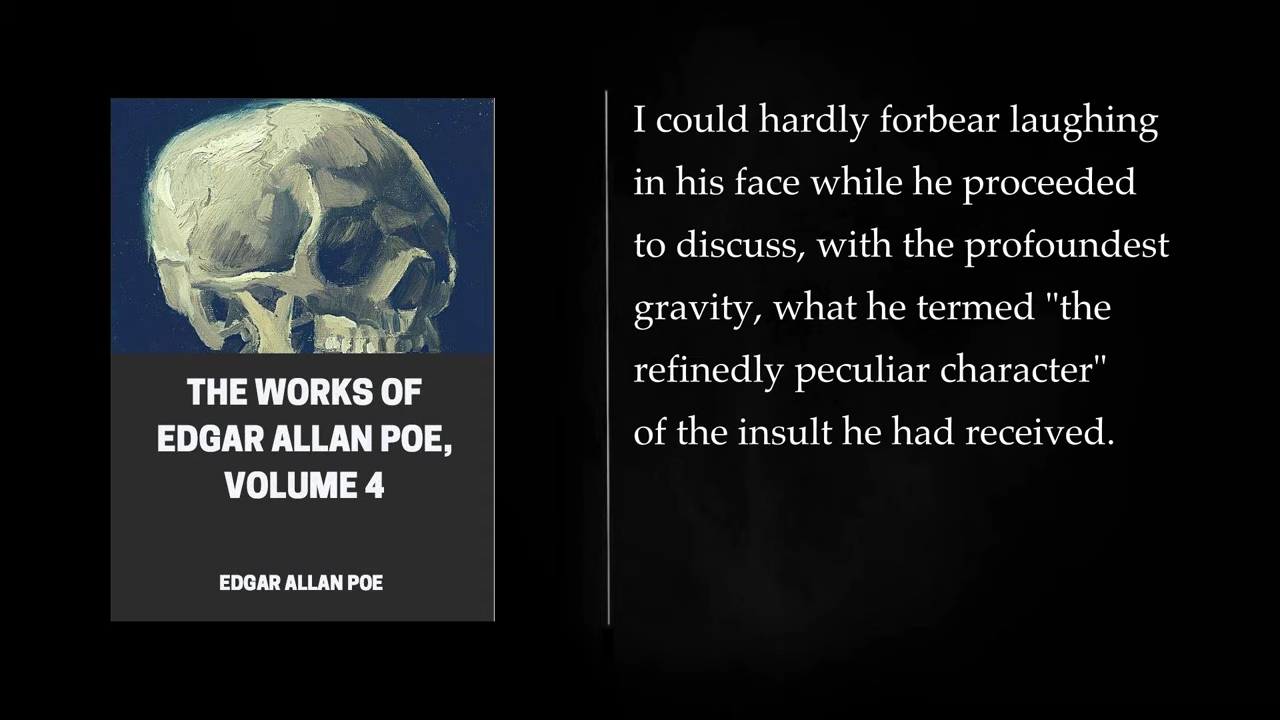 THE WORKS OF
EDGAR ALLAN POE,
VOLUME 4
EDGAR ALLAN POE
I could hardly forbear laughing
in his face while he proceeded
to discuss, with the profoundest
gravity, what he termed "the
refinedly peculiar character"
of the insult he had received.